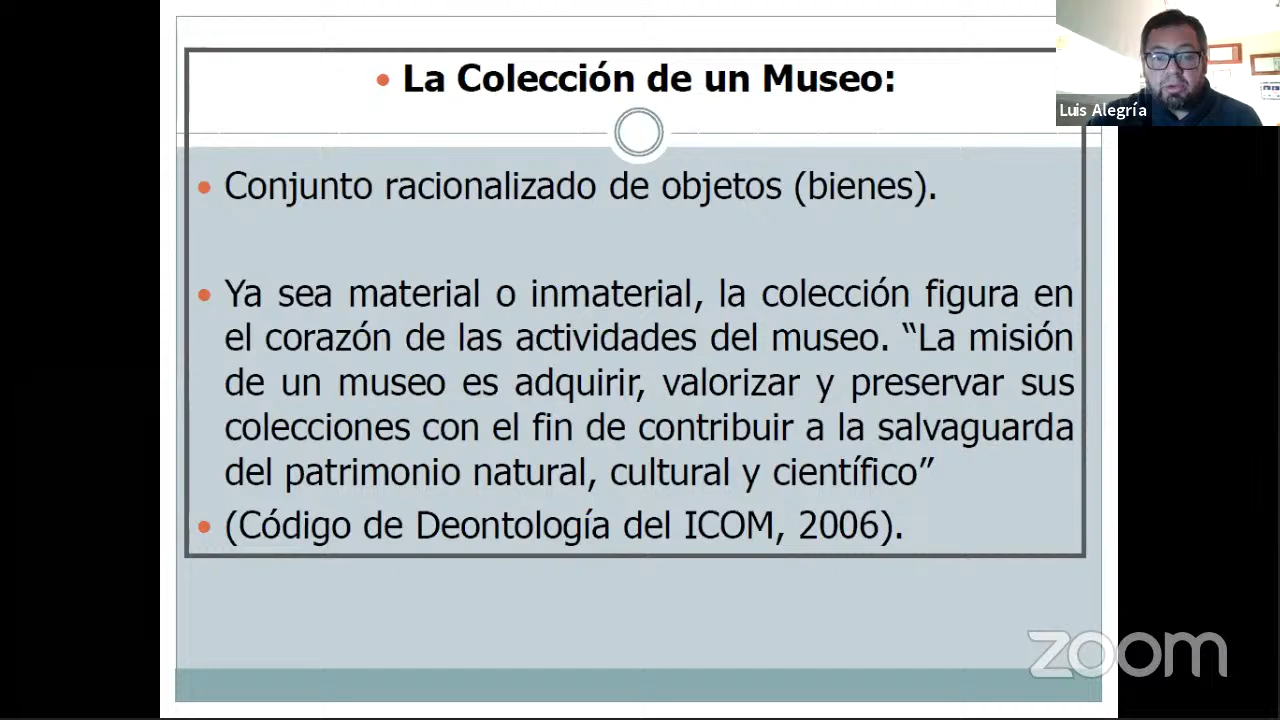 • La Colección de un Museo:
Luis Alegría
• Conjunto racionalizado de objetos (bienes).
• Ya sea material o inmaterial, la colección figura en
el corazón de las actividades del museo. “La misión
de un museo es adquirir, valorizar y preservar sus
colecciones con el fin de contribuir a la salvaguarda
del patrimonio natural, cultural y científico”
• (Código de Deontología del ICOM, 2006).
zoom